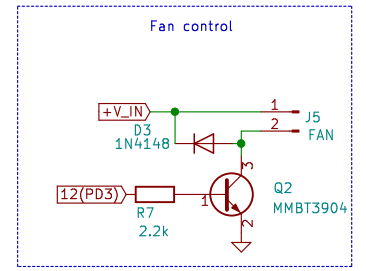 Fan control
+V_IN
1
J5
2
FAN
D3
1N4148
3
12(PD3)
1
Q2
MMBT3904
R7
2.2k
2